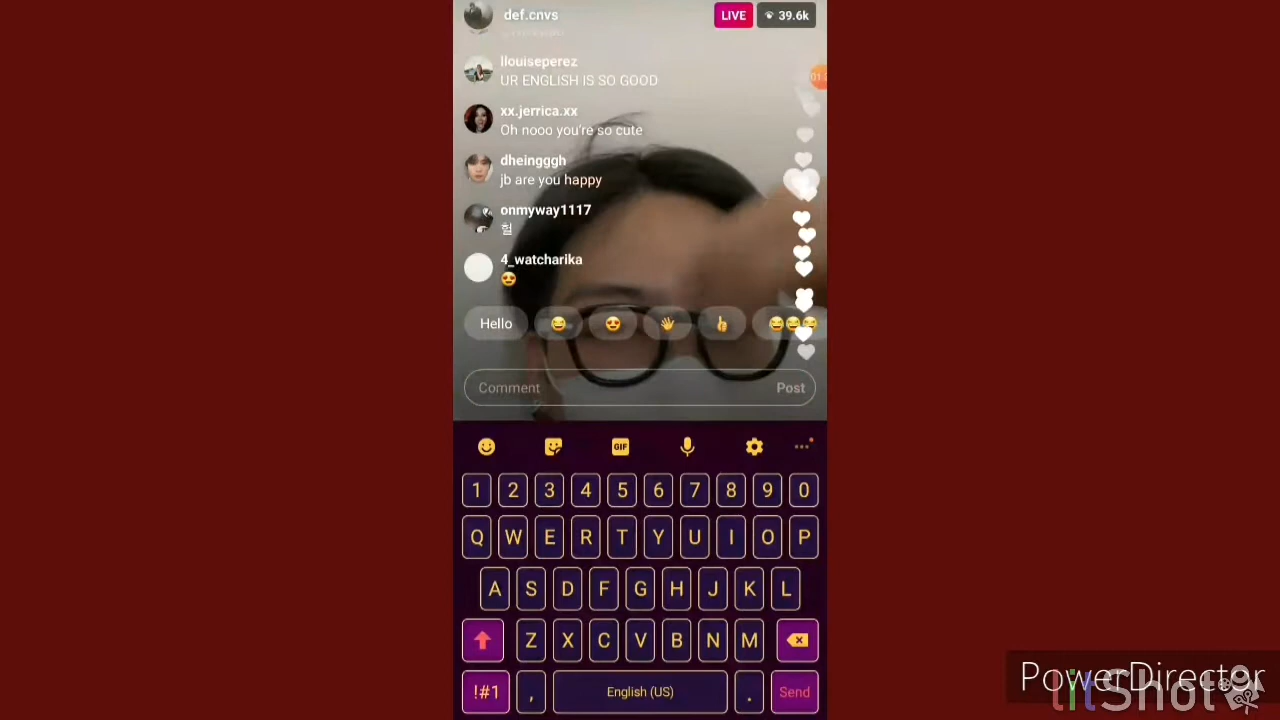 def.cnvs
LIVE
39.6k
llouiseperez
UR ENGLISH IS SO GOOD
xx.jerrica.xx
Oh nooo you're so cute
dheingggh
jb are you happy
onmyway1117
헐
4_watcharika
Hello
Comment
Post
GIF
1 2 3 4 5 6 7 8 9 0
Q W E R T Y U I O P
A S D F G H J K L
Z X C V B N M
!#1 , English (US) . Send
PowerDirector
litShot